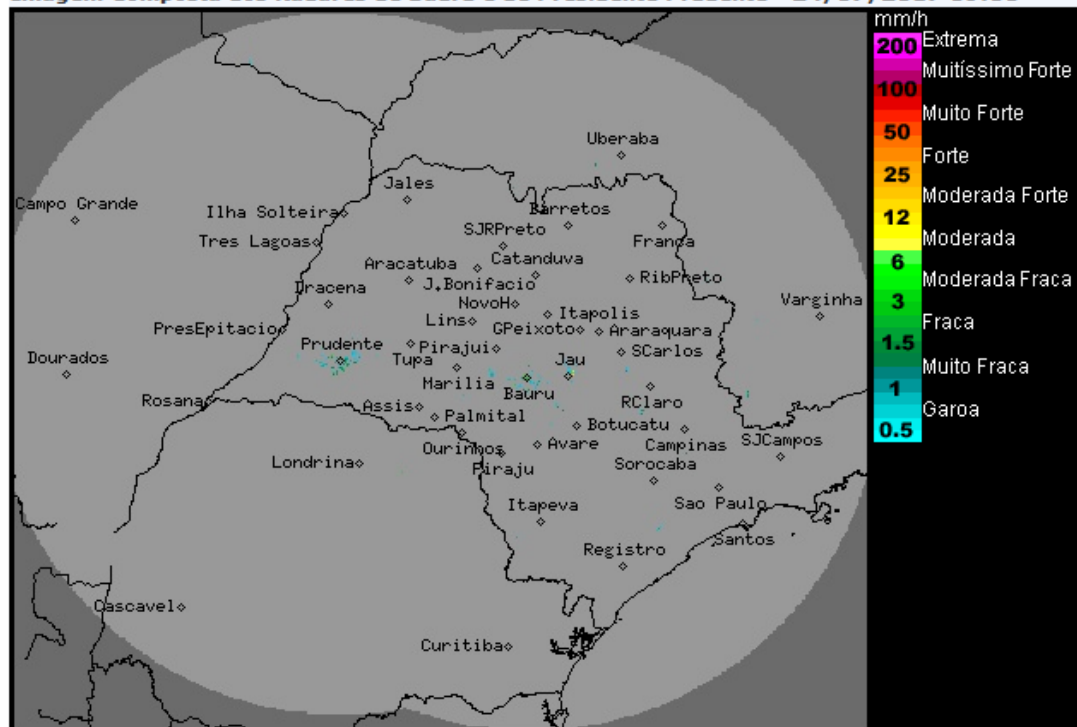 mm/h
200 Extrema
Muitíssimo Forte
100
Muito Forte
50
Forte
25
Moderada Forte
12
Moderada
6
Moderada Fraca
3
Fraca
1.5
Muito Fraca
1
Garoa
0.5
Uberaba
Jales
Campo Grande
Ilha Solteira
Barretos
SJRPreto
Franca
Tres Lagoas
Catanduva
Aracatuba
J.Bonifacio
RibPreto
Dracena
NovoH
Varginha
Itapolis
Lins
PresEpitacio
GPeixoto
Araraquara
Prudente
Pirajui
SCarlos
Dourados
Tupa
Jau
Marilia
Bauru
Rosana
Assis
RClaro
Palmital
Botucatu
Ourinhos
Avare
Campinas
SJCampos
Londrina
Piraju
Sorocaba
Itapeva
Sao Paulo
Santos
Registro
Cascavel
Curitiba